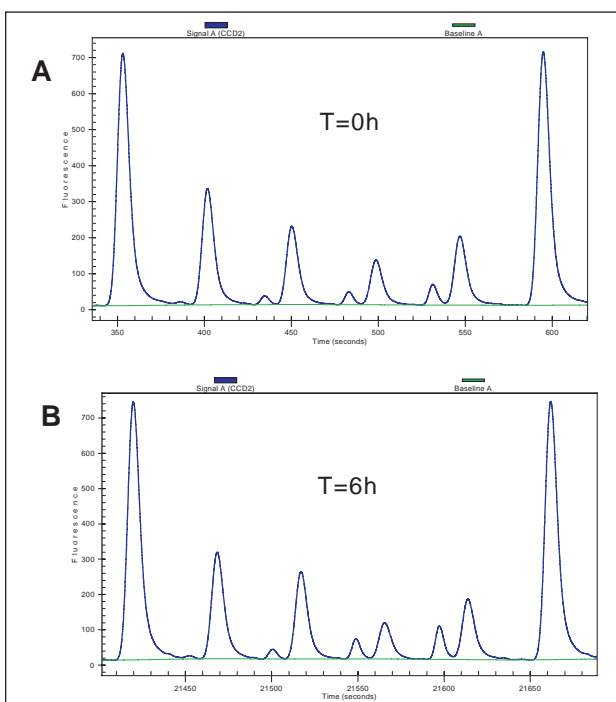 A
Signal A (CCD2) Baseline A
T=0h
Fluorescence
700
600
500
400
300
200
100
0
350 400 450 500 550 600
Time (seconds)
B
Signal A (CCD2) Baseline A
T=6h
Fluorescence
700
600
500
400
300
200
100
0
21450 21500 21550 21600 21650
Time (seconds)